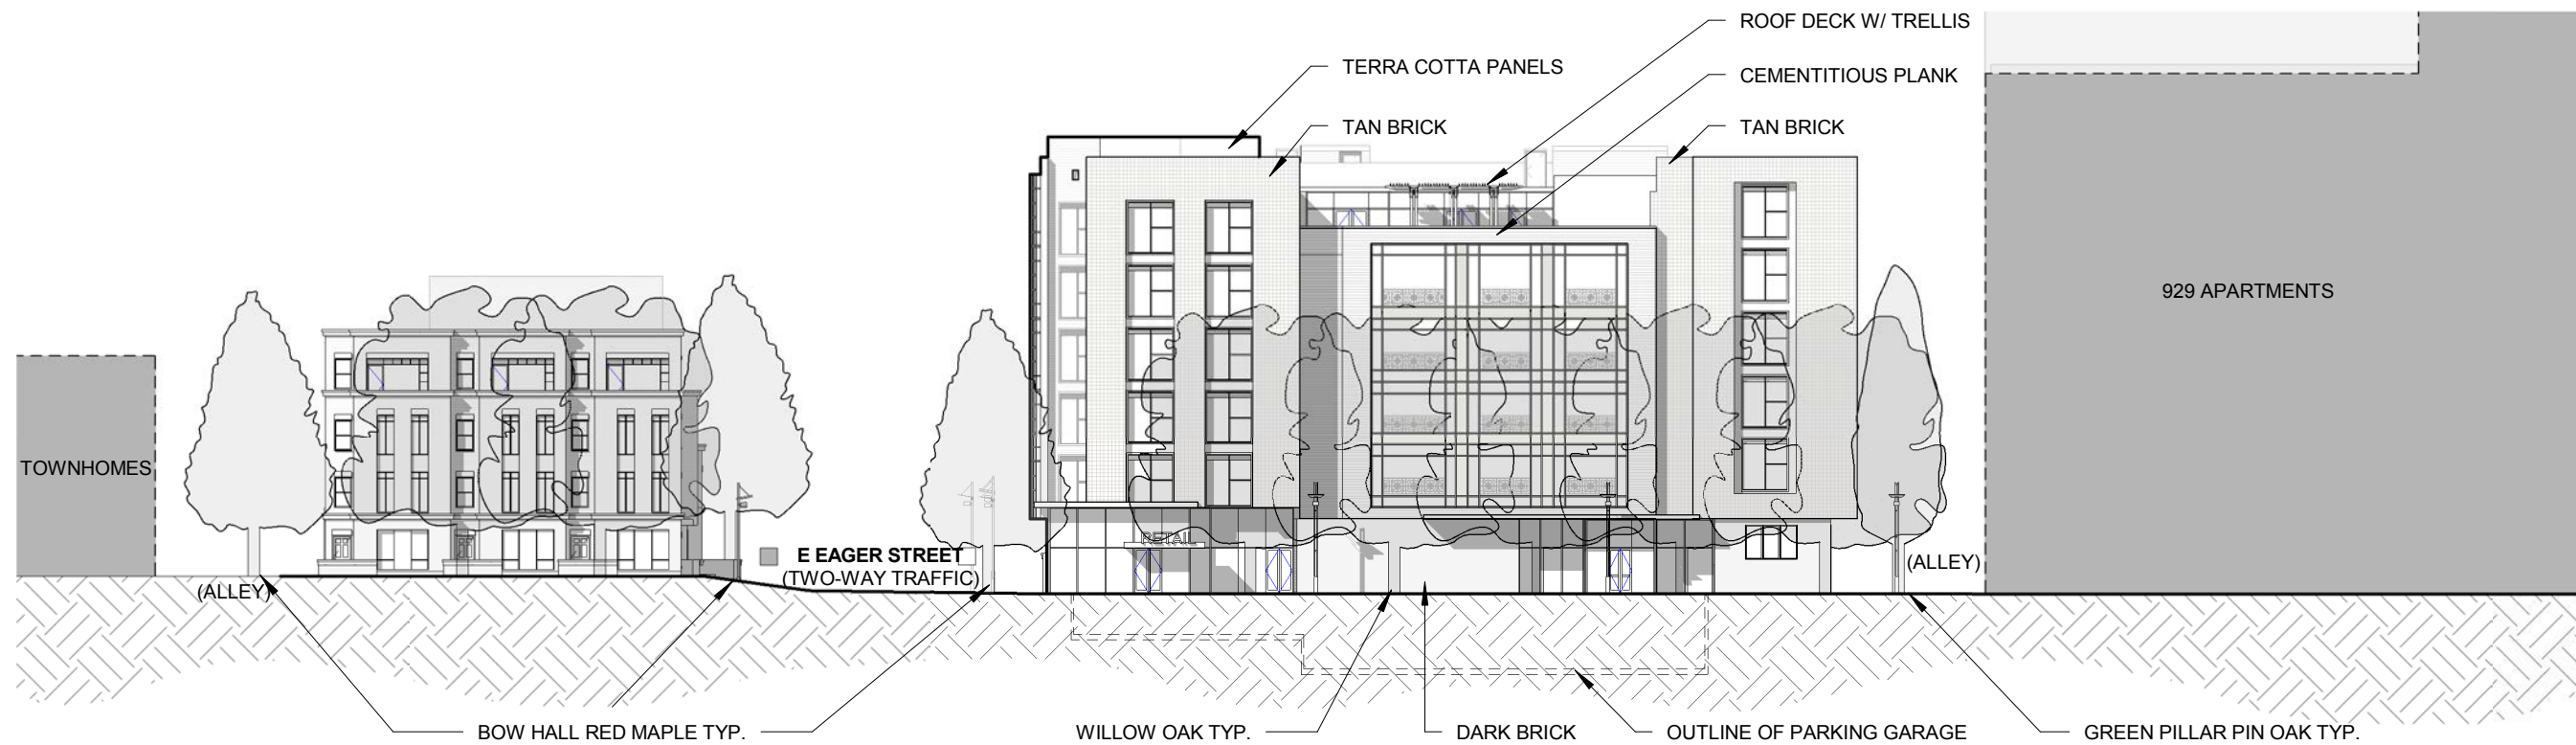 ROOF DECK W/ TRELLIS
TERRA COTTA PANELS
CEMENTITIOUS PLANK
TAN BRICK
TAN BRICK
929 APARTMENTS
TOWNHOMES
RETAIL
E EAGER STREET
(TWO-WAY TRAFFIC)
(ALLEY)
(ALLEY)
BOW HALL RED MAPLE TYP.
WILLOW OAK TYP.
DARK BRICK
OUTLINE OF PARKING GARAGE
GREEN PILLAR PIN OAK TYP.